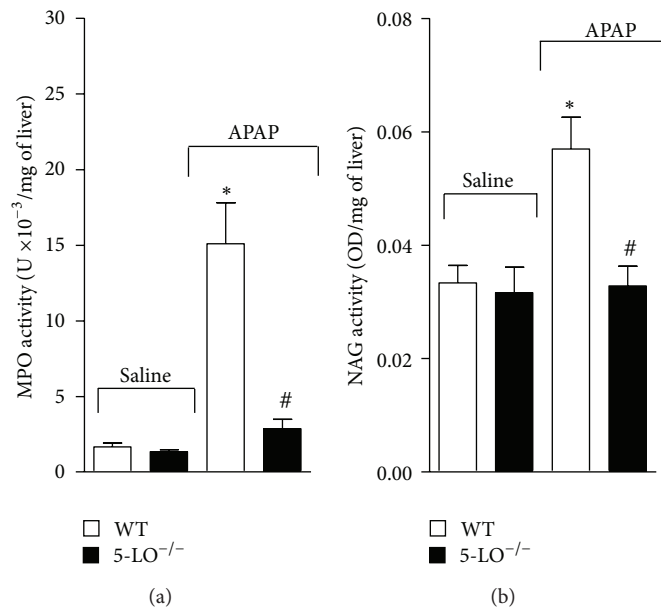 MPO activity (U ×10⁻³/mg of liver)
30
25
20
15
10
5
0
APAP
*
Saline
#
WT
5-LO⁻/⁻
(a)
NAG activity (OD/mg of liver)
0.08
0.06
0.04
0.02
0.00
APAP
*
Saline
#
WT
5-LO⁻/⁻
(b)